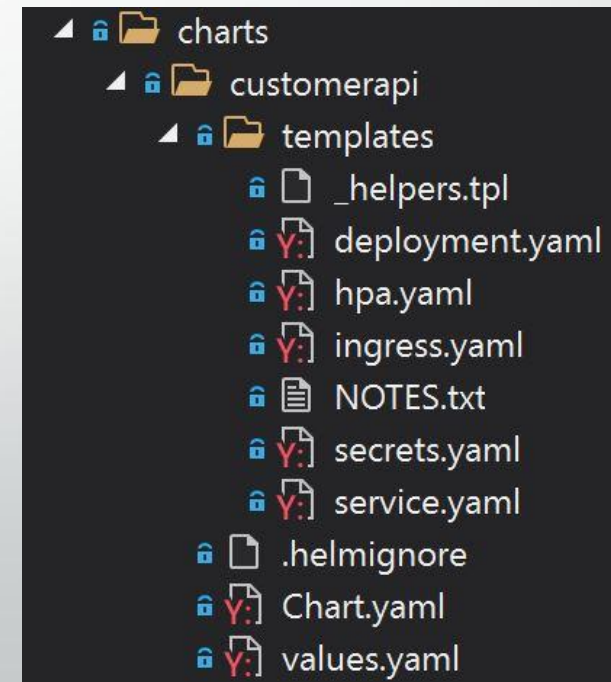 charts
customerapi
templates
_helpers.tpl
Y: deployment.yaml
Y: hpa.yaml
Y: ingress.yaml
NOTES.txt
Y: secrets.yaml
Y: service.yaml
.helmignore
Y: Chart.yaml
Y: values.yaml